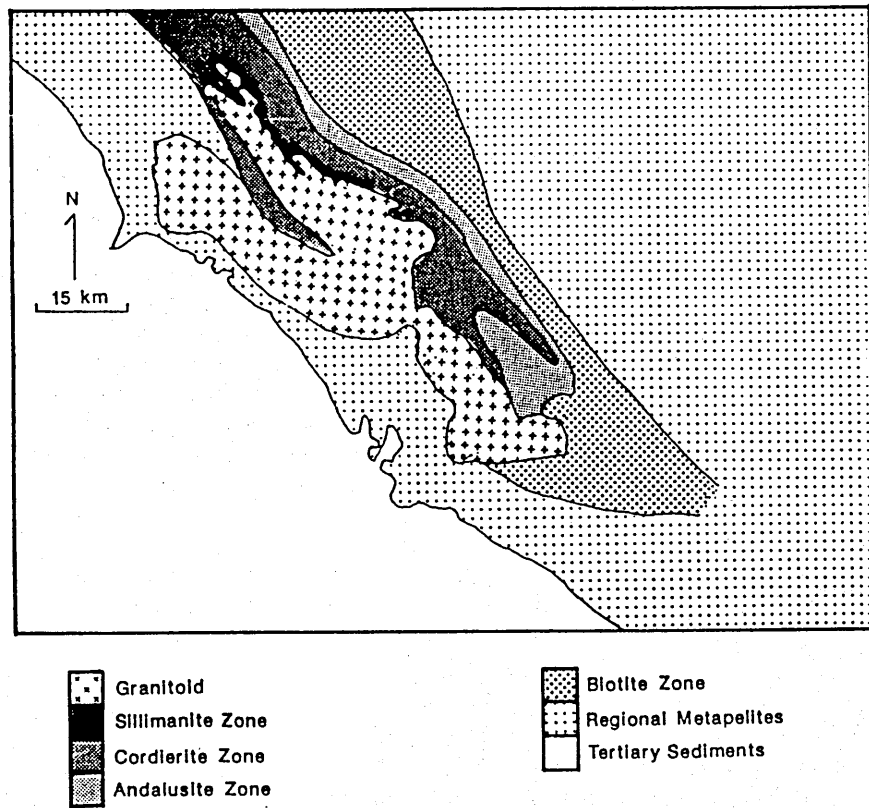 N
15 km
Granitoid
Sillimanite Zone
Cordierite Zone
Andalusite Zone
Biotite Zone
Regional Metapelites
Tertiary Sediments